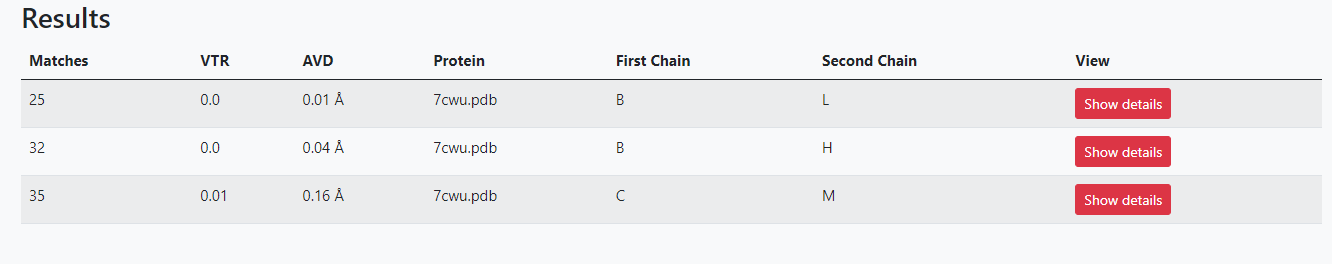 Results
Matches VTR AVD Protein First Chain Second Chain View
25 0.0 0.01 Å 7cwu.pdb B L Show details
32 0.0 0.04 Å 7cwu.pdb B H Show details
35 0.01 0.16 Å 7cwu.pdb C M Show details